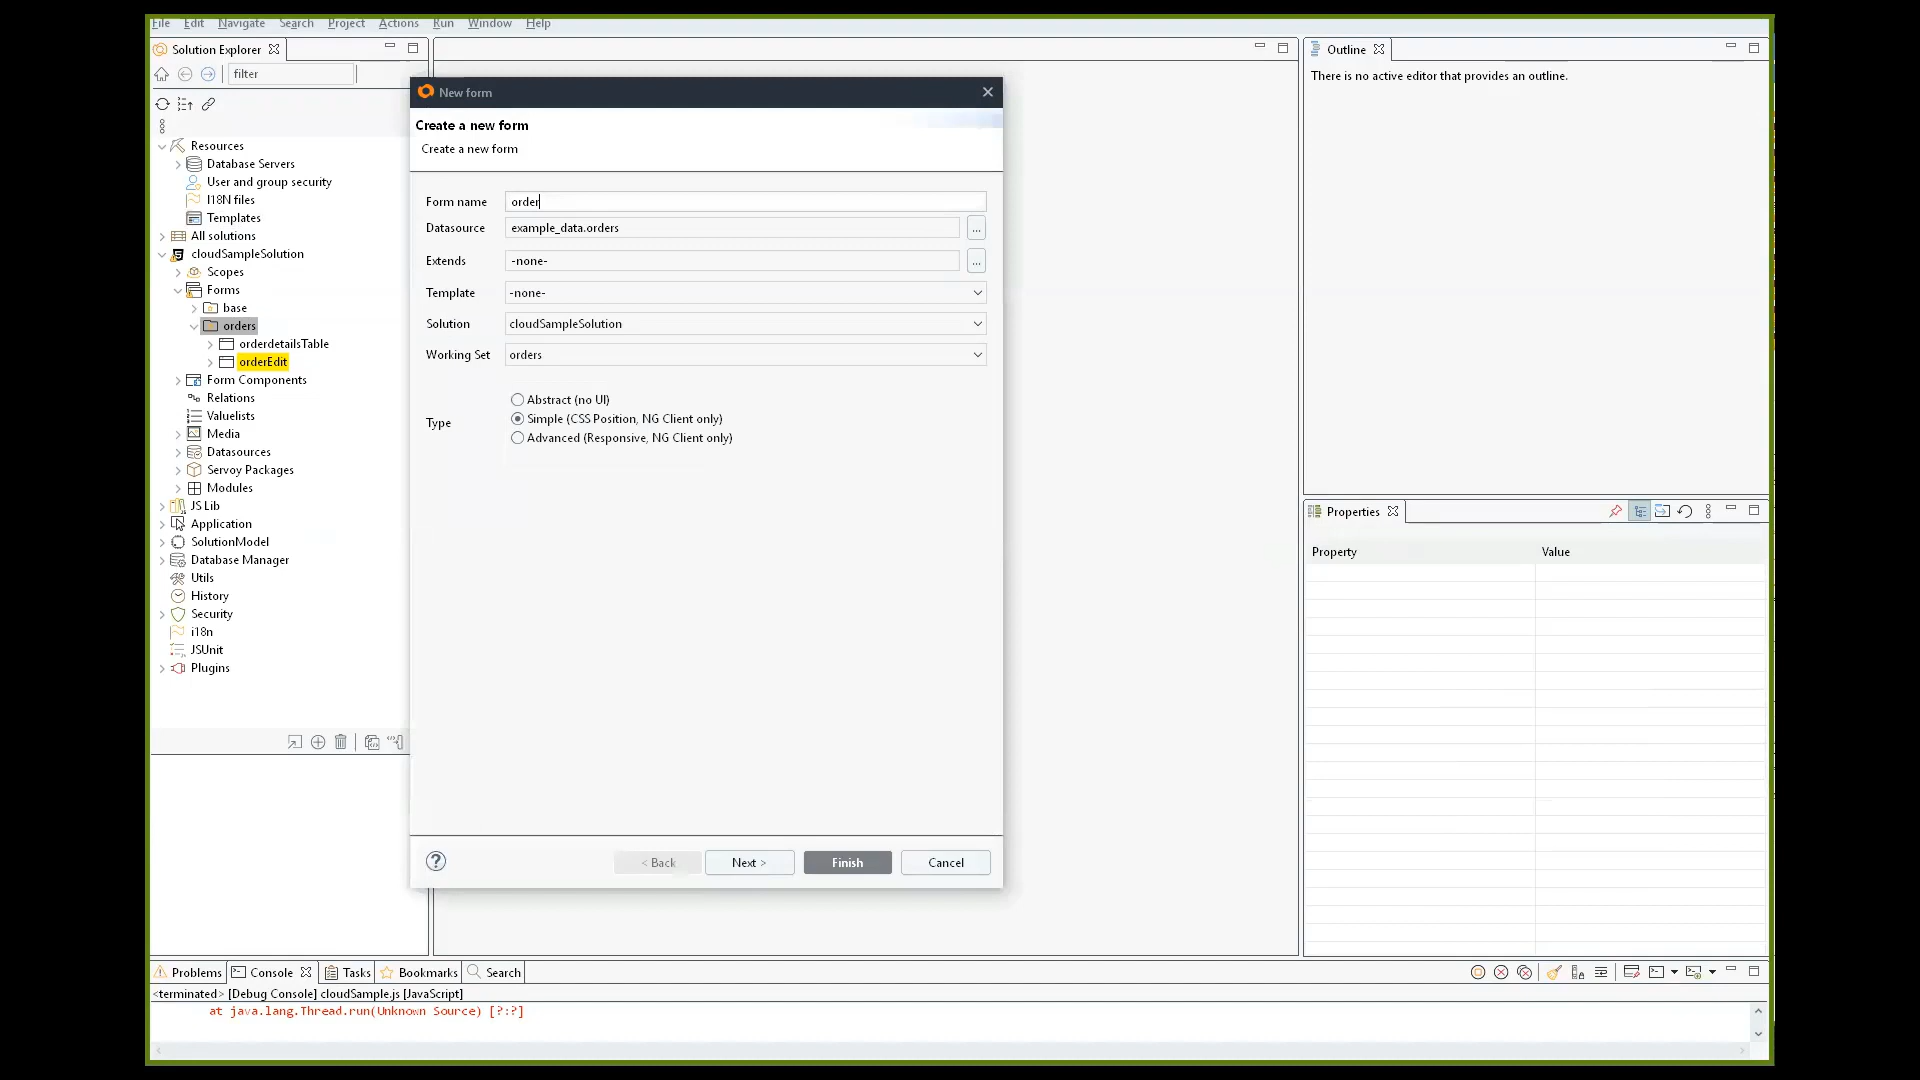 File Edit Navigate Search Project Actions Run Window Help
Solution Explorer
filter
Resources
Database Servers
User and group security
I18N files
Templates
All solutions
cloudSampleSolution
Scopes
Forms
base
orders
orderdetailsTable
orderEdit
Form Components
Relations
Valuelists
Media
Datasources
Servoy Packages
Modules
JS Lib
Application
SolutionModel
Database Manager
Utils
History
Security
i18n
JSUnit
Plugins
New form
Create a new form
Create a new form
Form name order
Datasource example_data.orders ...
Extends -none- ...
Template -none-
Solution cloudSampleSolution
Working Set orders
Type
Abstract (no UI)
Simple (CSS Position, NG Client only)
Advanced (Responsive, NG Client only)
< Back Next > Finish Cancel
Outline
There is no active editor that provides an outline.
Properties
Property Value
Problems Console Tasks Bookmarks Search
<terminated> [Debug Console] cloudSample.js [JavaScript]
at java.lang.Thread.run(Unknown Source) [?:?]